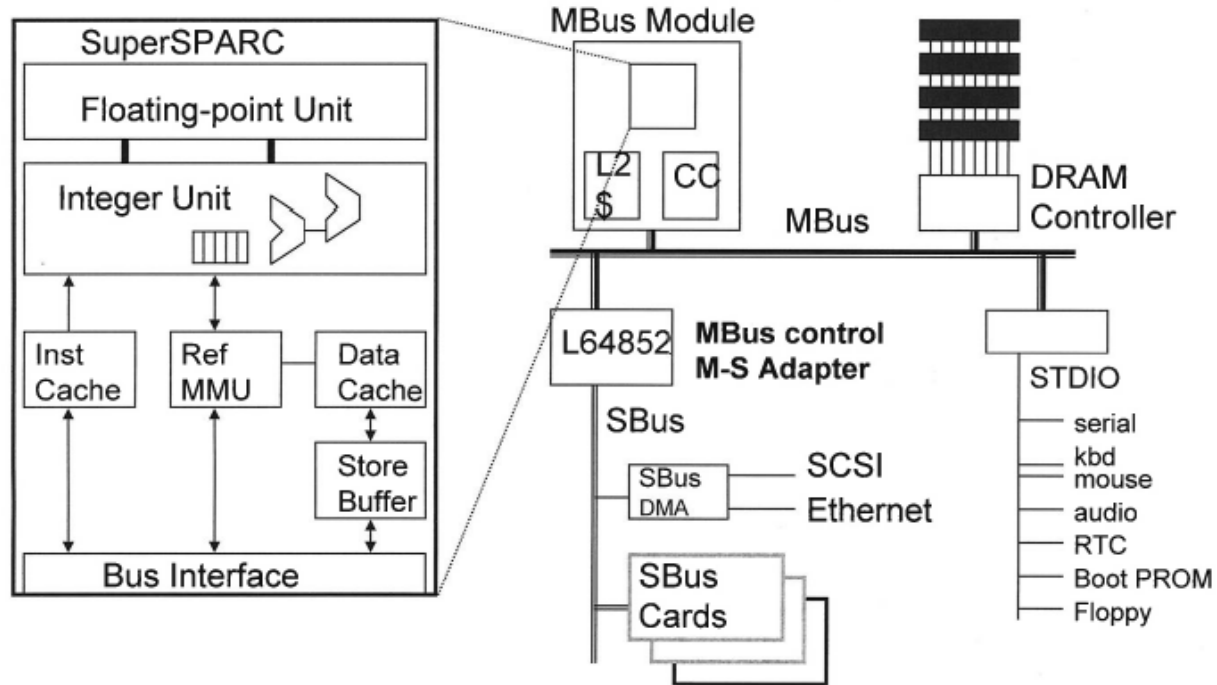 SuperSPARC
Floating-point Unit
Integer Unit
Inst
Cache
Ref
MMU
Data
Cache
Store
Buffer
Bus Interface
MBus Module
L2
$
CC
MBus
DRAM
Controller
L64852
MBus control
M-S Adapter
STDIO
serial
kbd
mouse
audio
RTC
Boot PROM
Floppy
SBus
SBus
DMA
SCSI
Ethernet
SBus
Cards